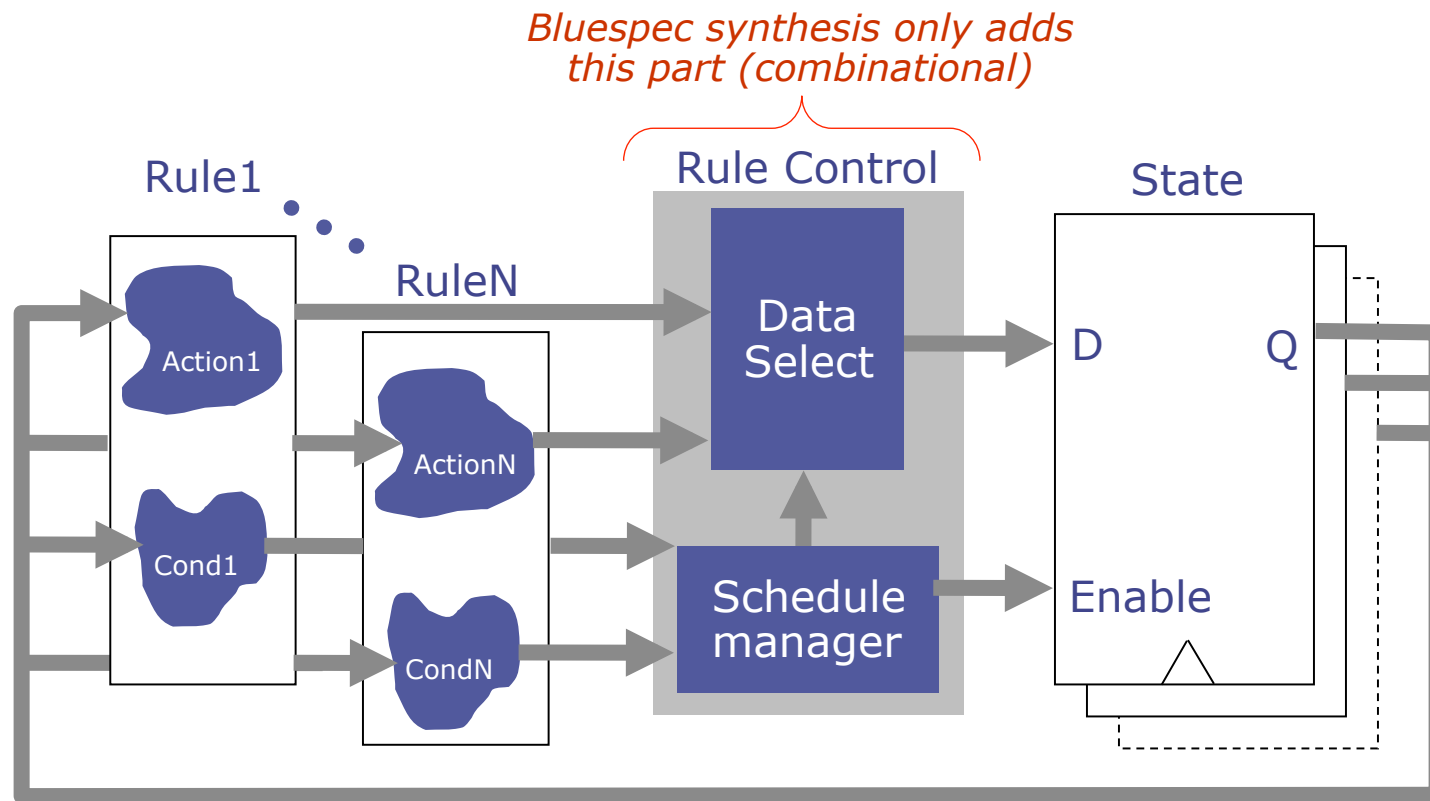 Bluespec synthesis only adds
this part (combinational)
Rule1
Rule Control
State
RuleN
Action1
Data
Select
D
Q
ActionN
Cond1
Schedule
manager
Enable
CondN